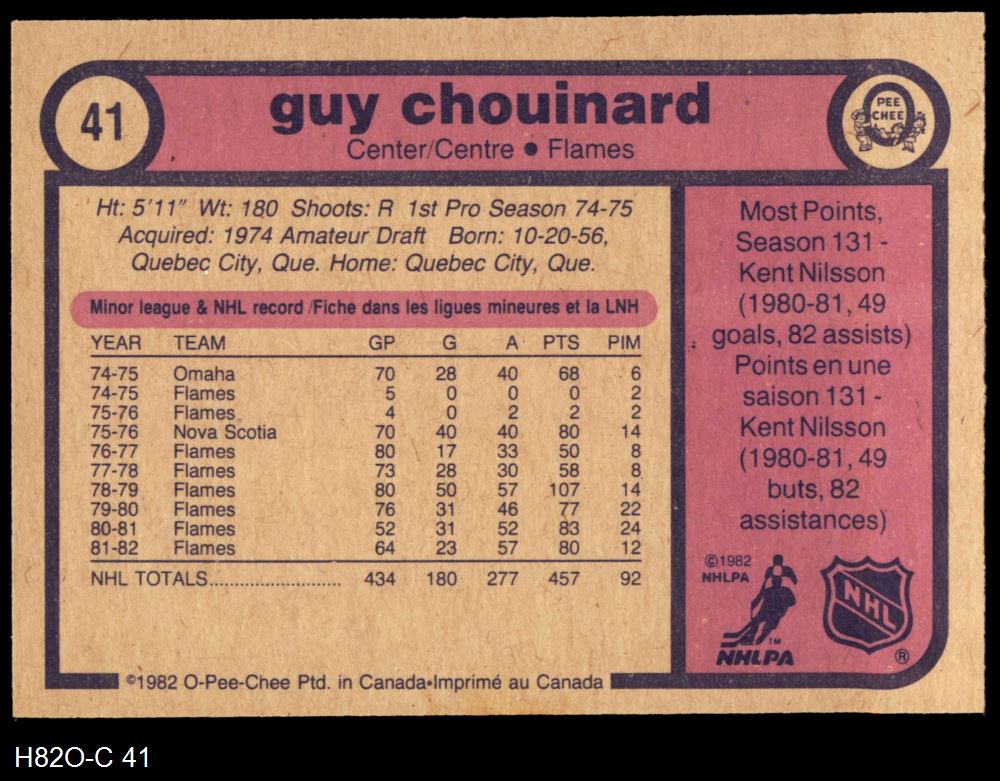 41
guy chouinard
Center/Centre ● Flames
PEE
CHEE
Ht: 5'11" Wt: 180 Shoots: R 1st Pro Season 74-75
Acquired: 1974 Amateur Draft Born: 10-20-56,
Quebec City, Que. Home: Quebec City, Que.
Minor league & NHL record /Fiche dans les ligues mineures et la LNH
YEAR TEAM GP G A PTS PIM
74-75 Omaha 70 28 40 68 6
74-75 Flames 5 0 0 0 2
75-76 Flames 4 0 2 2 2
75-76 Nova Scotia 70 40 40 80 14
76-77 Flames 80 17 33 50 8
77-78 Flames 73 28 30 58 8
78-79 Flames 80 50 57 107 14
79-80 Flames 76 31 46 77 22
80-81 Flames 52 31 52 83 24
81-82 Flames 64 23 57 80 12
NHL TOTALS........................ 434 180 277 457 92
Most Points,
Season 131 -
Kent Nilsson
(1980-81, 49
goals, 82 assists)
Points en une
saison 131 -
Kent Nilsson
(1980-81, 49
buts, 82
assistances)
©1982
NHLPA
TM
NHLPA
NHL
®
©1982 O-Pee-Chee Ptd. in Canada•Imprimé au Canada
H82O-C 41